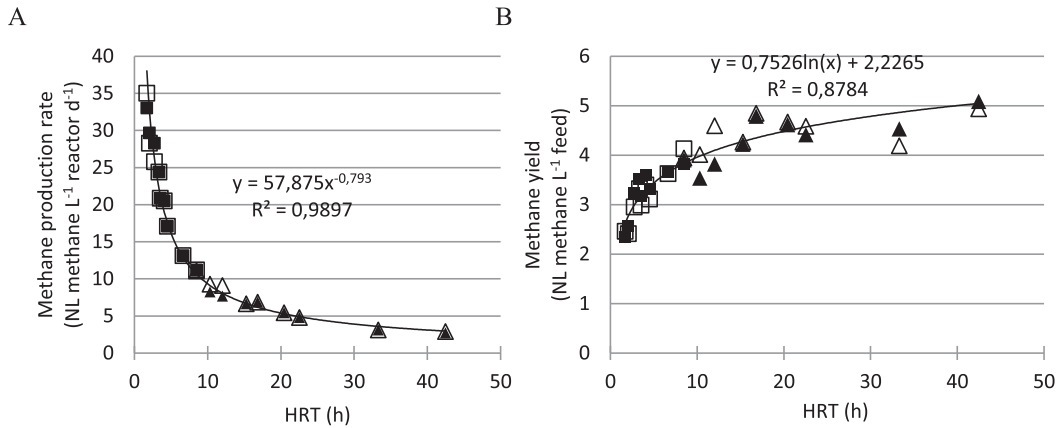 A
B
40
35
30
25
20
15
10
5
0
Methane production rate
(NL methane L-1 reactor d-1)
y = 57,875x-0,793
R² = 0,9897
0 10 20 30 40 50
HRT (h)
6
5
4
3
2
1
0
Methane yield
(NL methane L-1 feed)
y = 0,7526ln(x) + 2,2265
R² = 0,8784
0 10 20 30 40 50
HRT (h)